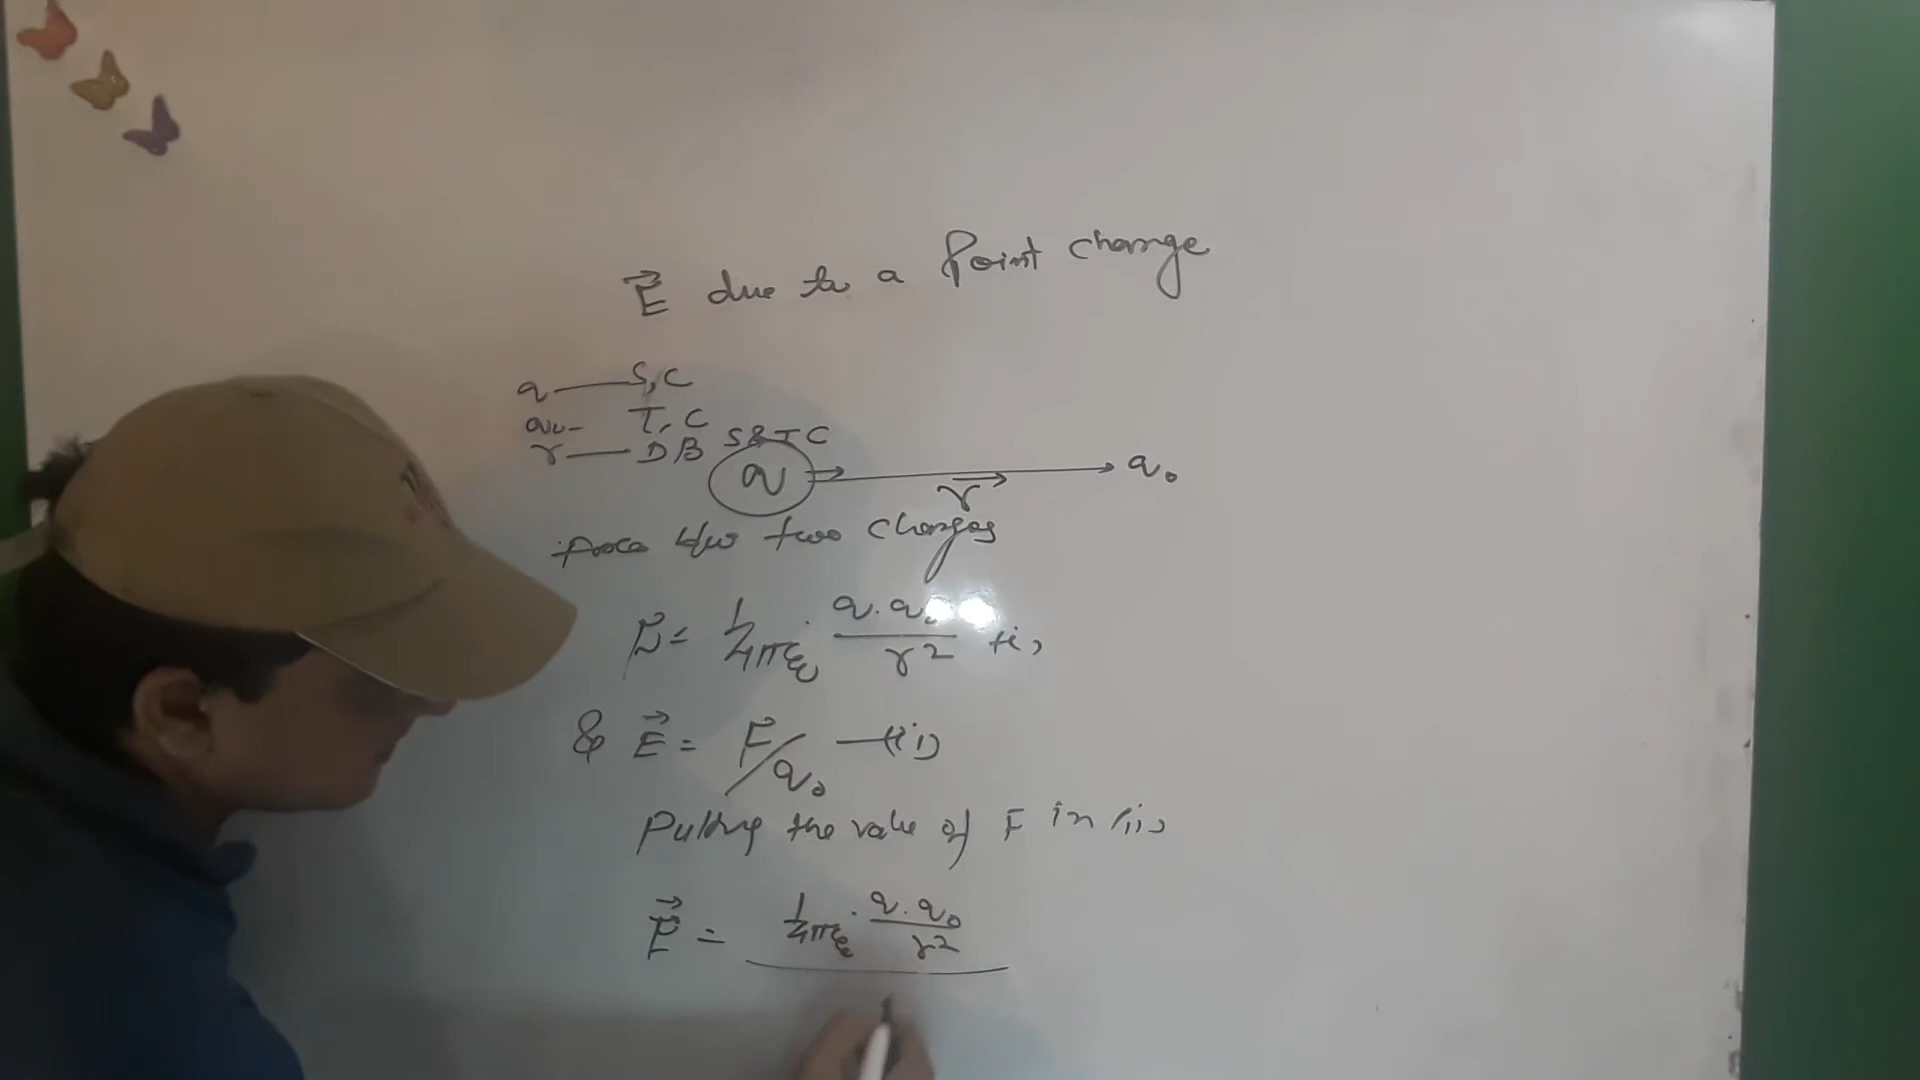 E⃗ due to a Point charge
q — S,C
q₀ – T,C
r — DB S&TC
q r⃗ q₀
force b/w two charges
F⃗ = 1/4πε₀ q.q₀/r² (i)
& E⃗ = F/q₀ —(ii)
Putting the value of F in (ii)
E⃗ = 1/4πε₀ . q.q₀/r²